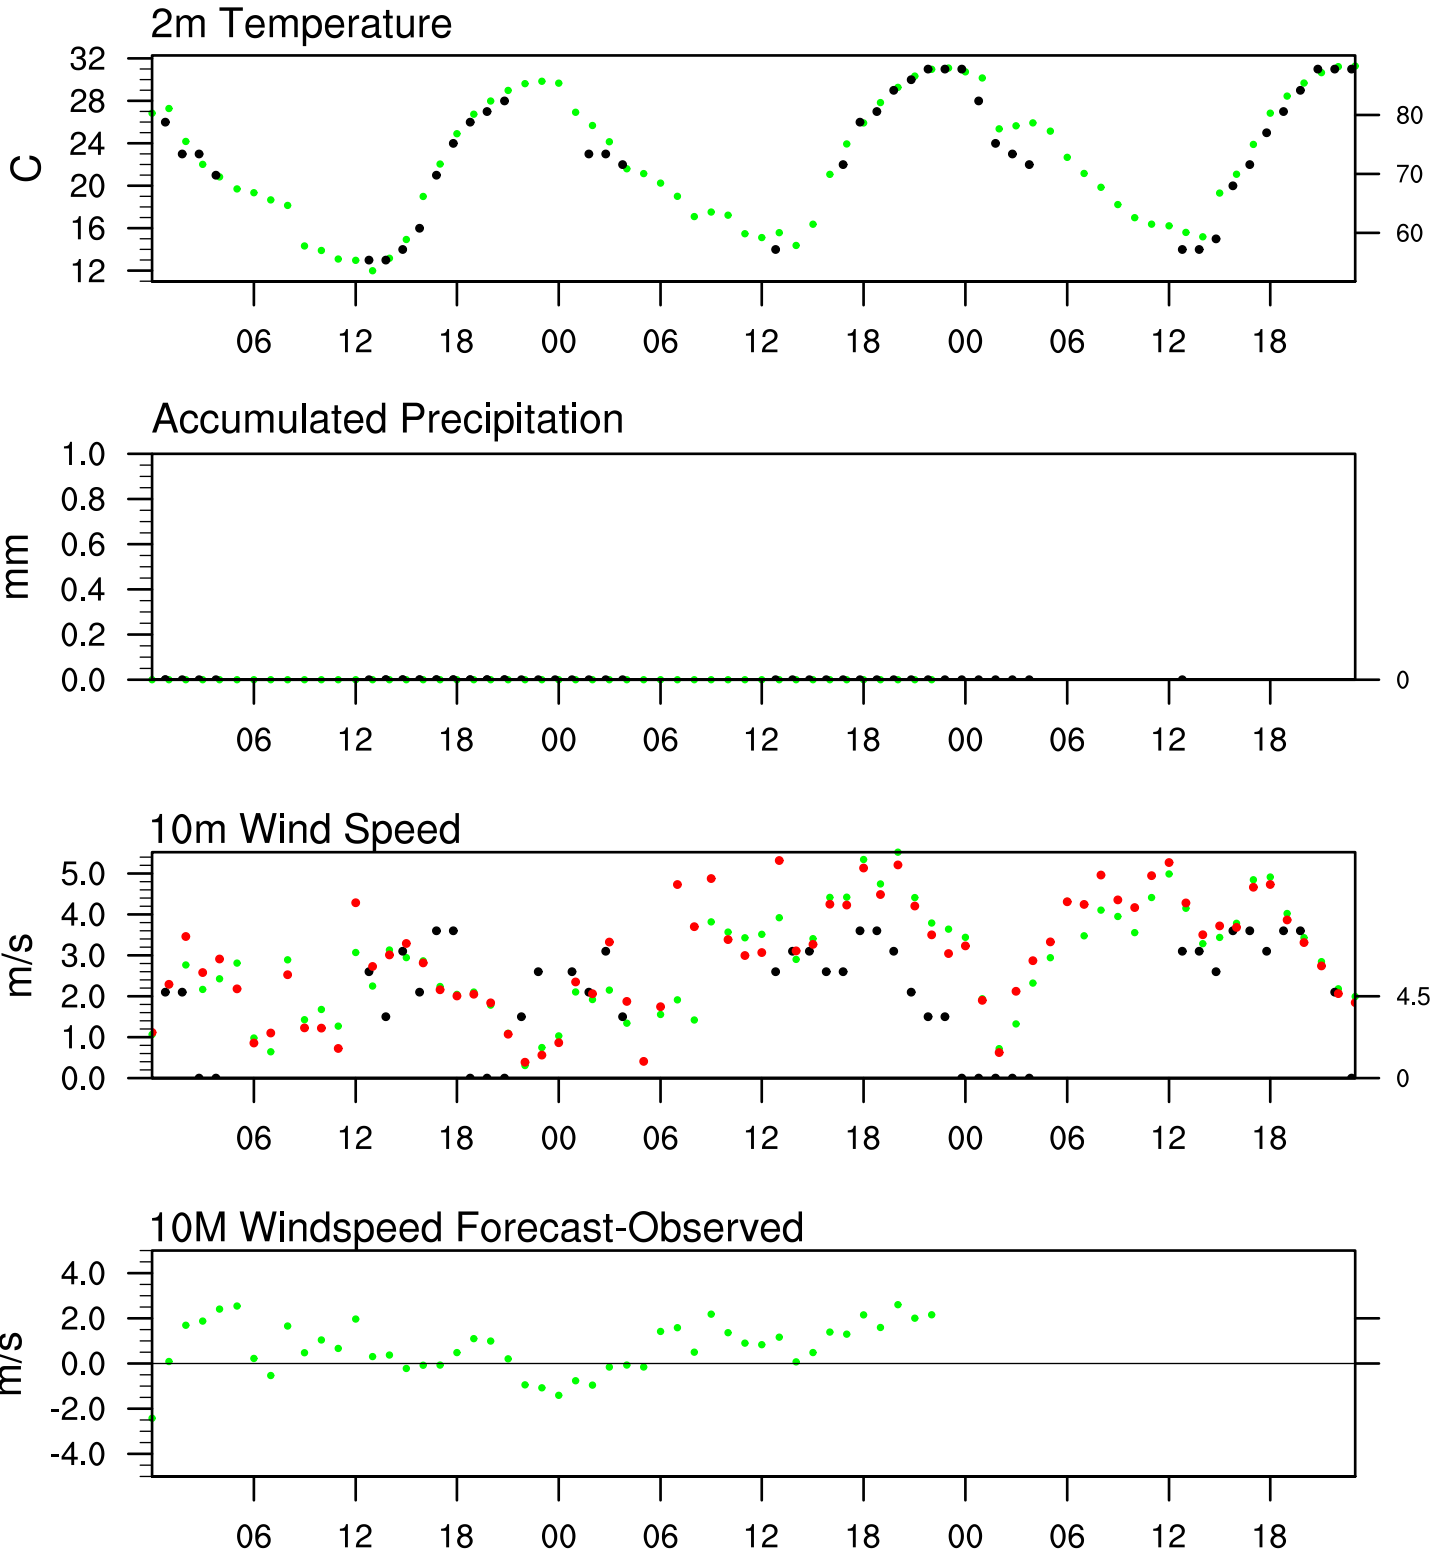 2m Temperature
32
28
80
24
C
70
20
16
60
12
06 12 18 00 06 12 18 00 06 12 18
Accumulated Precipitation
1.0
0.8
0.6
mm
0.4
0.2
0.0 0
06 12 18 00 06 12 18 00 06 12 18
10m Wind Speed
5.0
4.0
3.0
m/s
2.0 4.5
1.0
0.0 0
06 12 18 00 06 12 18 00 06 12 18
10M Windspeed Forecast-Observed
4.0
2.0
0.0
m/s
-2.0
-4.0
06 12 18 00 06 12 18 00 06 12 18